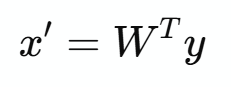 x' = W^T y